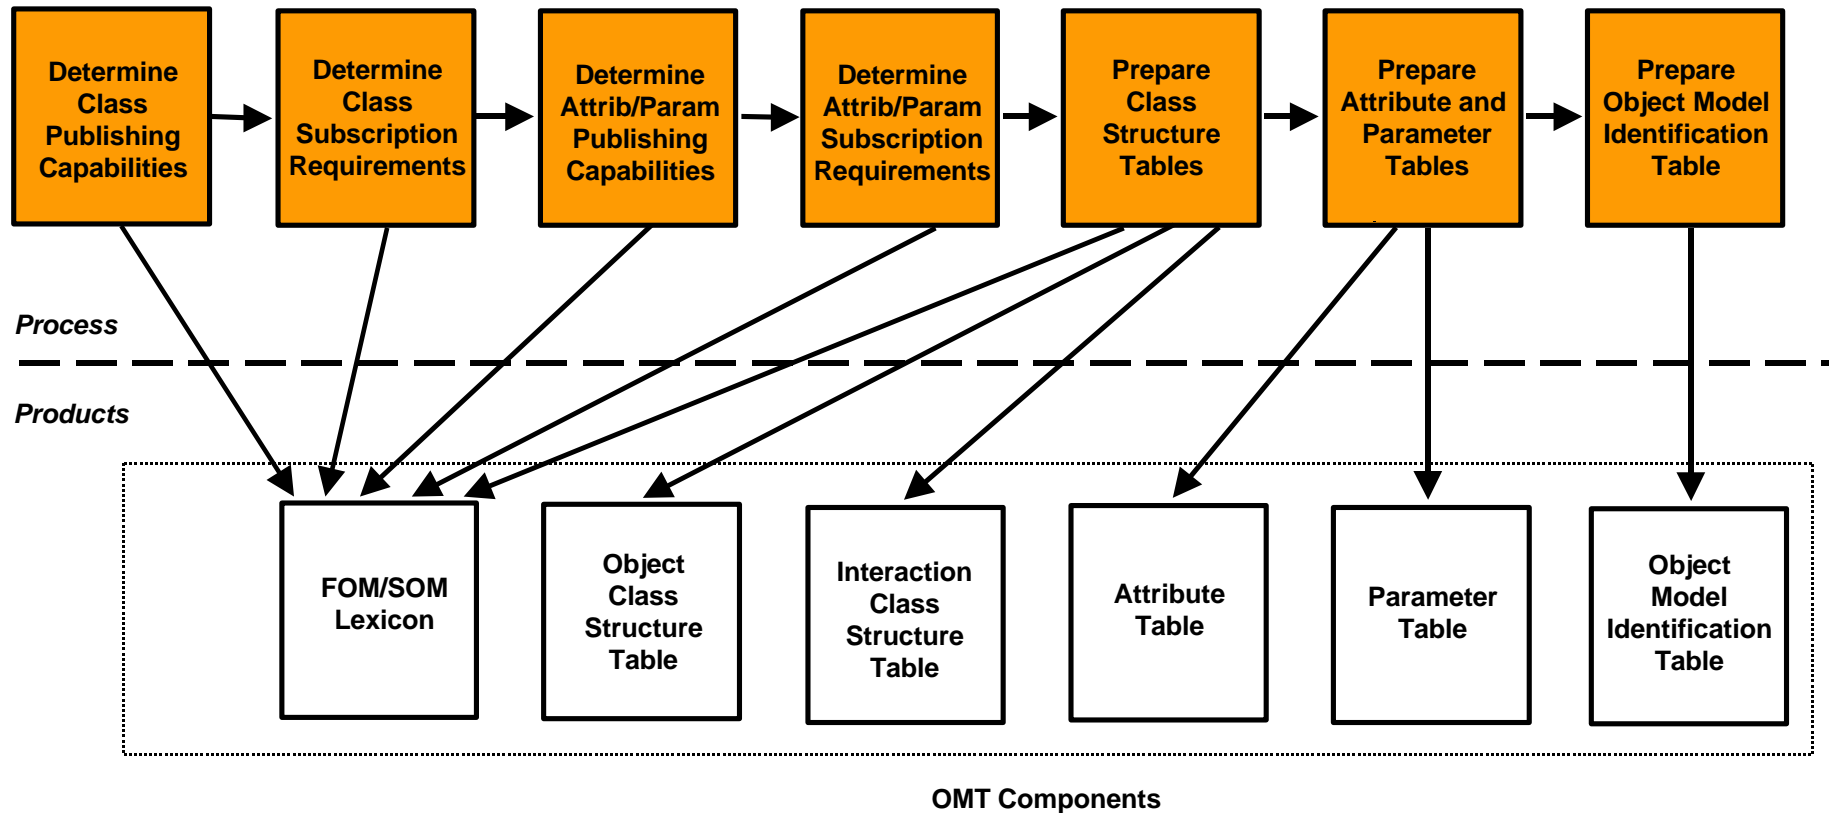 Determine
Class
Publishing
Capabilities
Determine
Class
Subscription
Requirements
Determine
Attrib/Param
Publishing
Capabilities
Determine
Attrib/Param
Subscription
Requirements
Prepare
Class
Structure
Tables
Prepare
Attribute and
Parameter
Tables
Prepare
Object Model
Identification
Table
Process
Products
FOM/SOM
Lexicon
Object
Class
Structure
Table
Interaction
Class
Structure
Table
Attribute
Table
Parameter
Table
Object
Model
Identification
Table
OMT Components